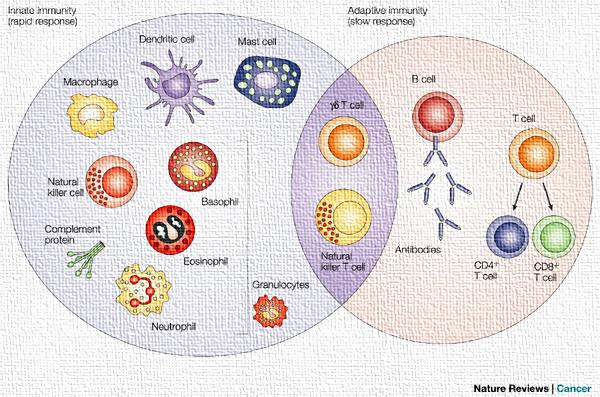 Innate immunity
(rapid response)
Adaptive immunity
(slow response)
Dendritic cell
Mast cell
Macrophage
γδ T cell
B cell
T cell
Natural
killer cell
Basophil
Complement
protein
Eosinophil
Natural
killer T cell
Antibodies
CD4⁺
T cell
CD8⁺
T cell
Granulocytes
Neutrophil
Nature Reviews | Cancer